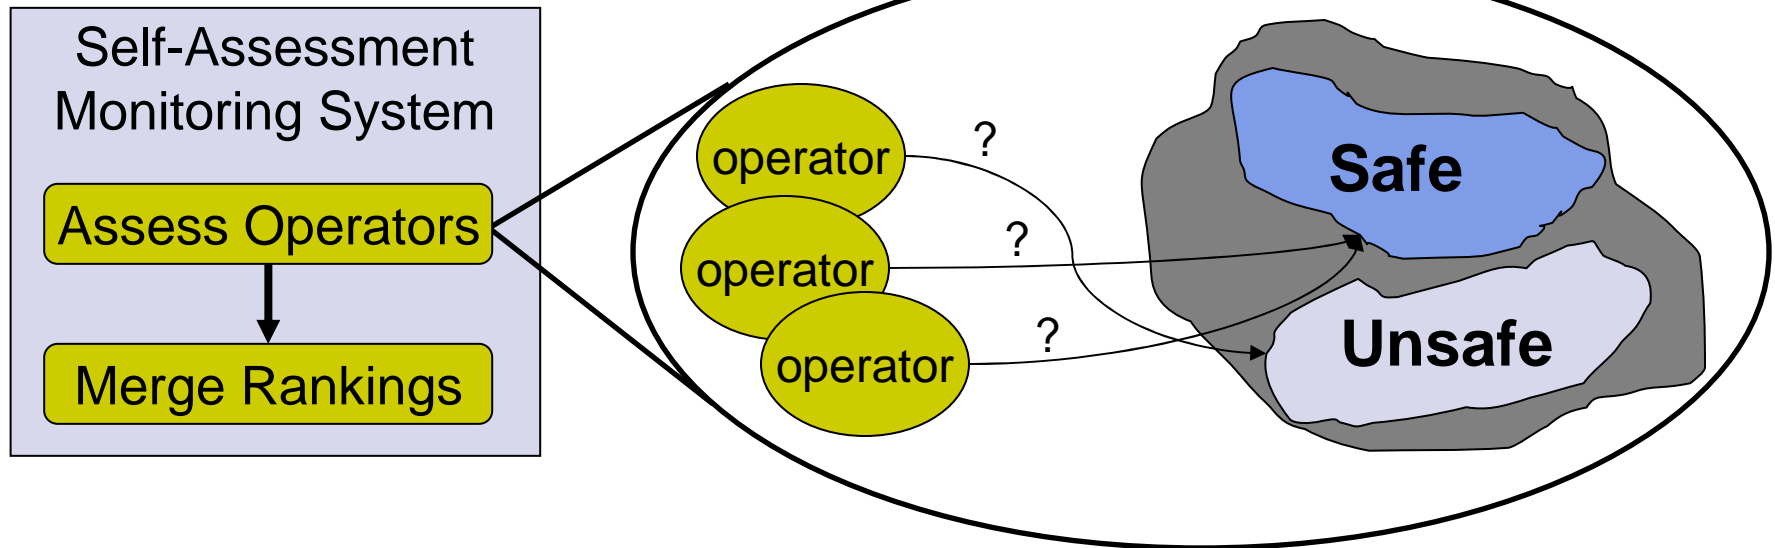 Self-Assessment
Monitoring System
Assess Operators
Merge Rankings
operator
?
operator
?
operator
?
Safe
Unsafe